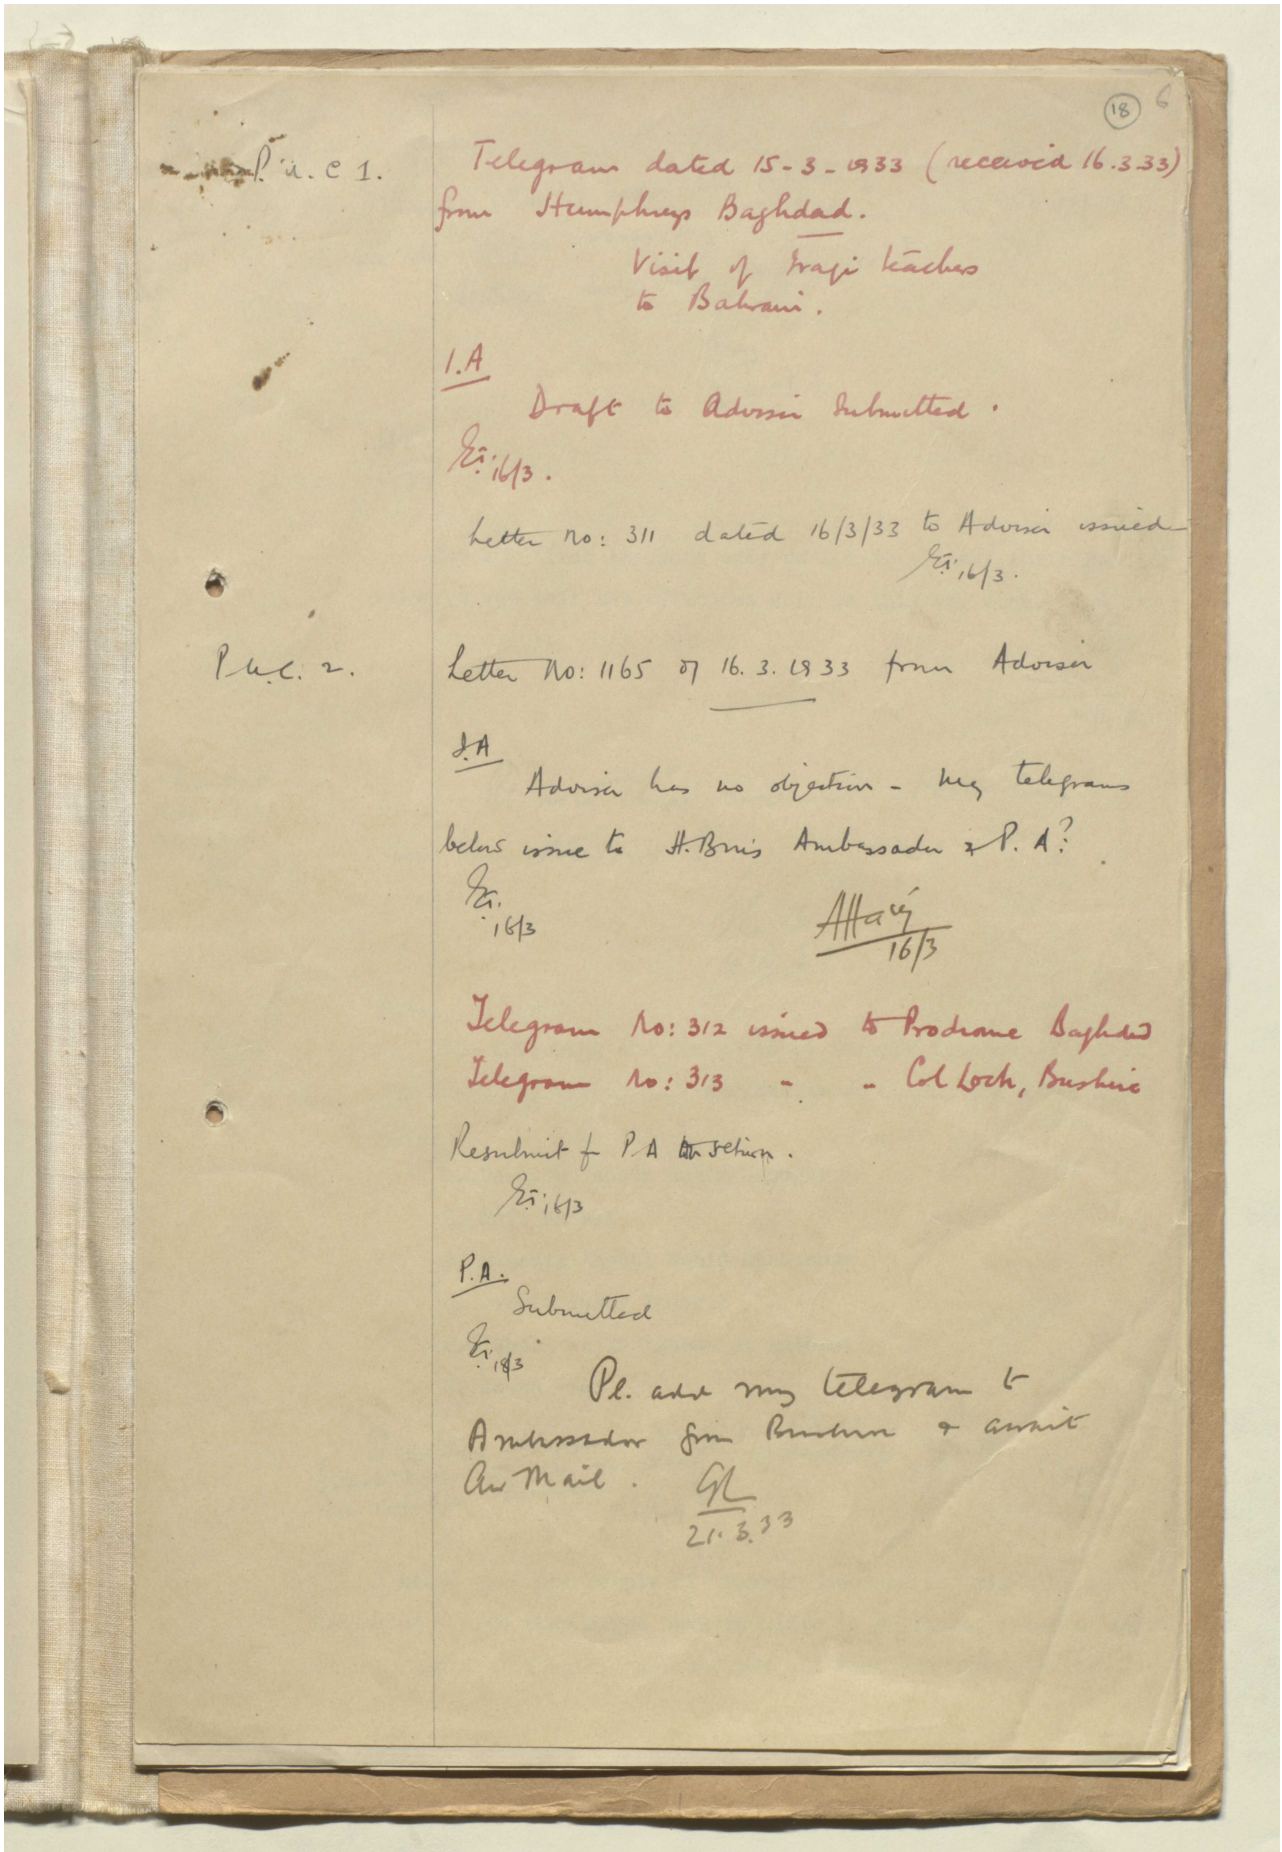 18 6
P.U.C 1.
Telegram dated 15-3-1933 (received 16.3.33)
from Humphrys Baghdad.
Visit of Iraqi teachers
to Bahrain.
I.A
Draft to Adviser submitted.
16/3.
Letter No: 311 dated 16/3/33 to Adviser issued
16/3.
P.U.C. 2.
Letter No: 1165 of 16.3.1933 from Adviser
I.A
Adviser has no objection - May telegrams
below issue to H.B.M's Ambassador & P.A?
16/3
16/3
Telegram No: 312 issued to Prodrome Baghdad
Telegram No: 313 - - Col Loch, Bushire
Resubmit for P A on return.
16/3
P.A.
Submitted
18/3
Pl. add my telegram to
Ambassador from Bushire & await
Air Mail. GL
21.3.33